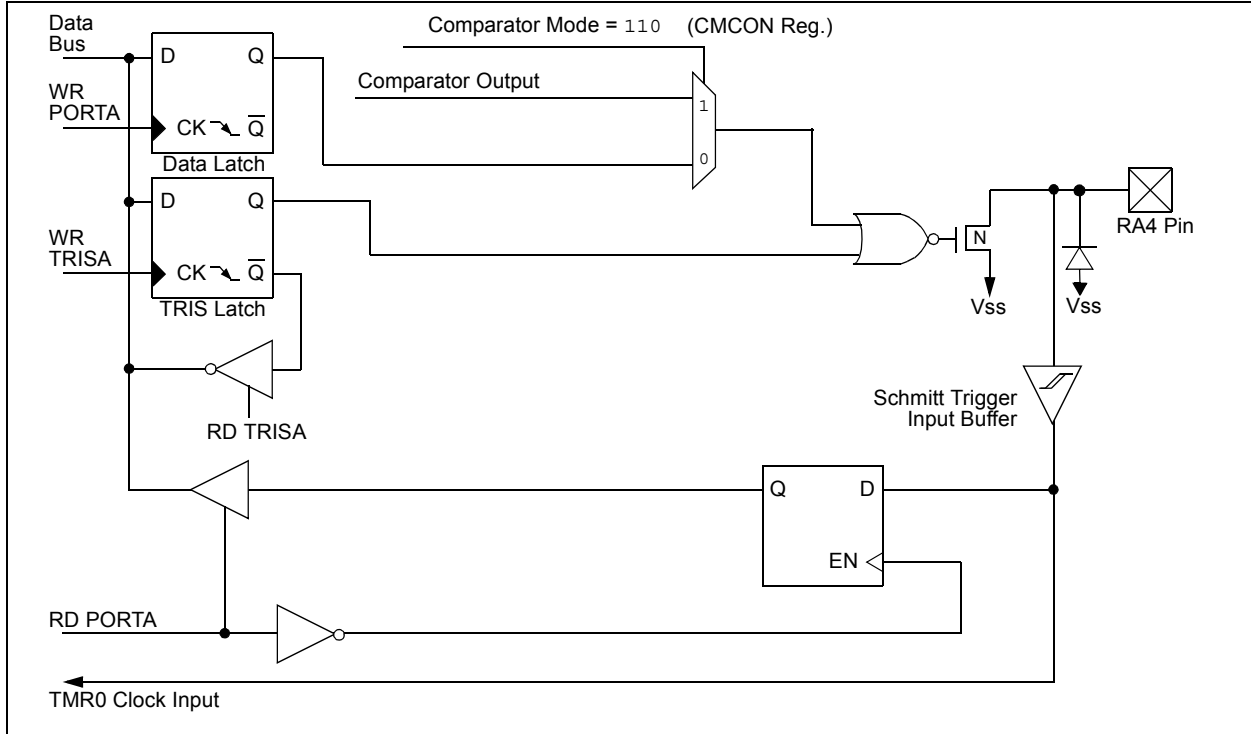 Data
Bus
Comparator Mode = 110 (CMCON Reg.)
D
Q
Comparator Output
WR
PORTA
1
CK
Q
Data Latch
0
D
Q
WR
TRISA
CK
Q
TRIS Latch
N
RA4 Pin
Vss
Vss
RD TRISA
Schmitt Trigger
Input Buffer
Q
D
EN
RD PORTA
TMR0 Clock Input